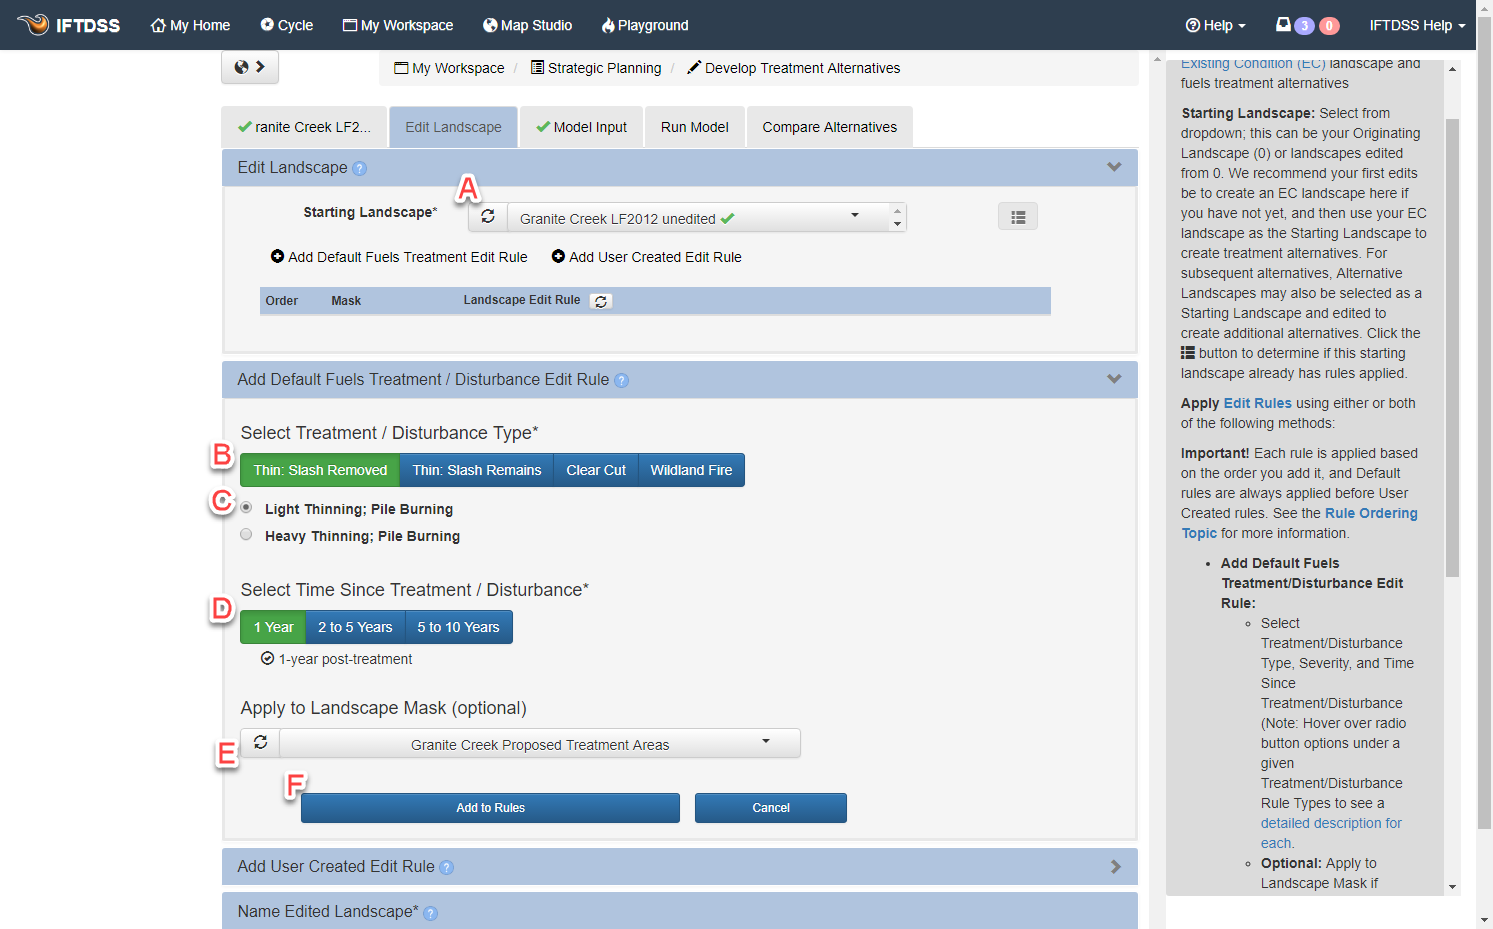 IFTDSS My Home Cycle My Workspace Map Studio Playground Help 3 0 IFTDSS Help
My Workspace / Strategic Planning / Develop Treatment Alternatives
ranite Creek LF2... Edit Landscape Model Input Run Model Compare Alternatives
Edit Landscape ?
A
Starting Landscape* Granite Creek LF2012 unedited
Add Default Fuels Treatment Edit Rule Add User Created Edit Rule
Order Mask Landscape Edit Rule
Add Default Fuels Treatment / Disturbance Edit Rule ?
Select Treatment / Disturbance Type*
B
Thin: Slash Removed Thin: Slash Remains Clear Cut Wildland Fire
C
Light Thinning; Pile Burning
Heavy Thinning; Pile Burning
Select Time Since Treatment / Disturbance*
D
1 Year 2 to 5 Years 5 to 10 Years
1-year post-treatment
Apply to Landscape Mask (optional)
E
Granite Creek Proposed Treatment Areas
F
Add to Rules Cancel
Add User Created Edit Rule ?
Name Edited Landscape* ?
Existing Condition (EC) landscape and
fuels treatment alternatives
Starting Landscape: Select from
dropdown; this can be your Originating
Landscape (0) or landscapes edited
from 0. We recommend your first edits
be to create an EC landscape here if
you have not yet, and then use your EC
landscape as the Starting Landscape to
create treatment alternatives. For
subsequent alternatives, Alternative
Landscapes may also be selected as a
Starting Landscape and edited to
create additional alternatives. Click the
button to determine if this starting
landscape already has rules applied.
Apply Edit Rules using either or both
of the following methods:
Important! Each rule is applied based
on the order you add it, and Default
rules are always applied before User
Created rules. See the Rule Ordering
Topic for more information.
• Add Default Fuels
Treatment/Disturbance Edit
Rule:
◦ Select
Treatment/Disturbance
Type, Severity, and Time
Since
Treatment/Disturbance
(Note: Hover over radio
button options under a
given
Treatment/Disturbance
Rule Types to see a
detailed description for
each.
◦ Optional: Apply to
Landscape Mask if